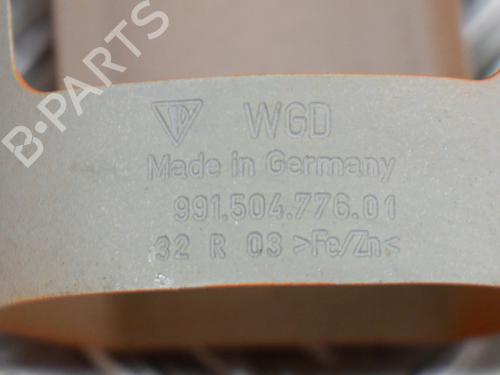 B-PARTS
WGD
Made in Germany
991.504.776.01
32 R 03 >Fe/Zn<